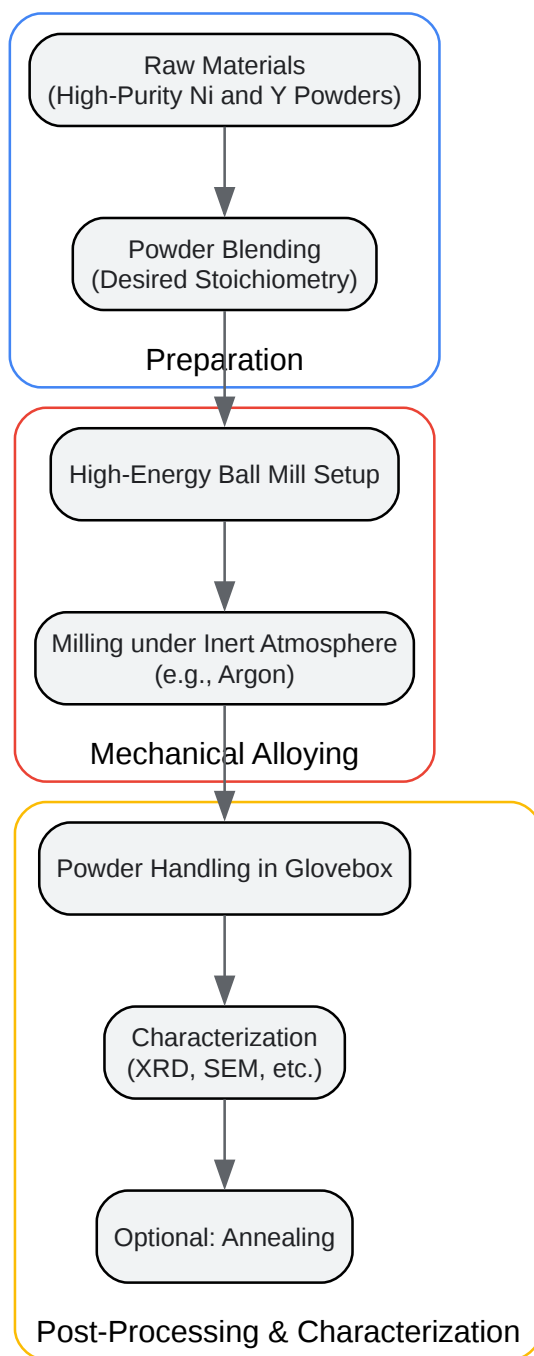 Raw Materials
(High-Purity Ni and Y Powders)
Powder Blending
(Desired Stoichiometry)
Preparation
High-Energy Ball Mill Setup
Milling under Inert Atmosphere
(e.g., Argon)
Mechanical Alloying
Powder Handling in Glovebox
Characterization
(XRD, SEM, etc.)
Optional: Annealing
Post-Processing & Characterization